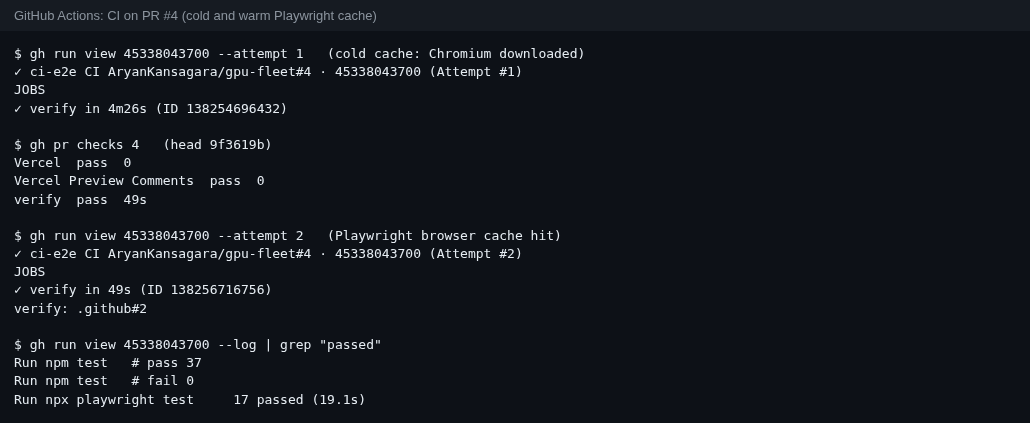 GitHub Actions: CI on PR #4 (cold and warm Playwright cache)
$ gh run view 45338043700 --attempt 1   (cold cache: Chromium downloaded)
✓ ci-e2e CI AryanKansagara/gpu-fleet#4 · 45338043700 (Attempt #1)
JOBS
✓ verify in 4m26s (ID 138254696432)
$ gh pr checks 4   (head 9f3619b)
Vercel  pass  0
Vercel Preview Comments  pass  0
verify  pass  49s
$ gh run view 45338043700 --attempt 2   (Playwright browser cache hit)
✓ ci-e2e CI AryanKansagara/gpu-fleet#4 · 45338043700 (Attempt #2)
JOBS
✓ verify in 49s (ID 138256716756)
verify: .github#2
$ gh run view 45338043700 --log | grep "passed"
Run npm test   # pass 37
Run npm test   # fail 0
Run npx playwright test     17 passed (19.1s)